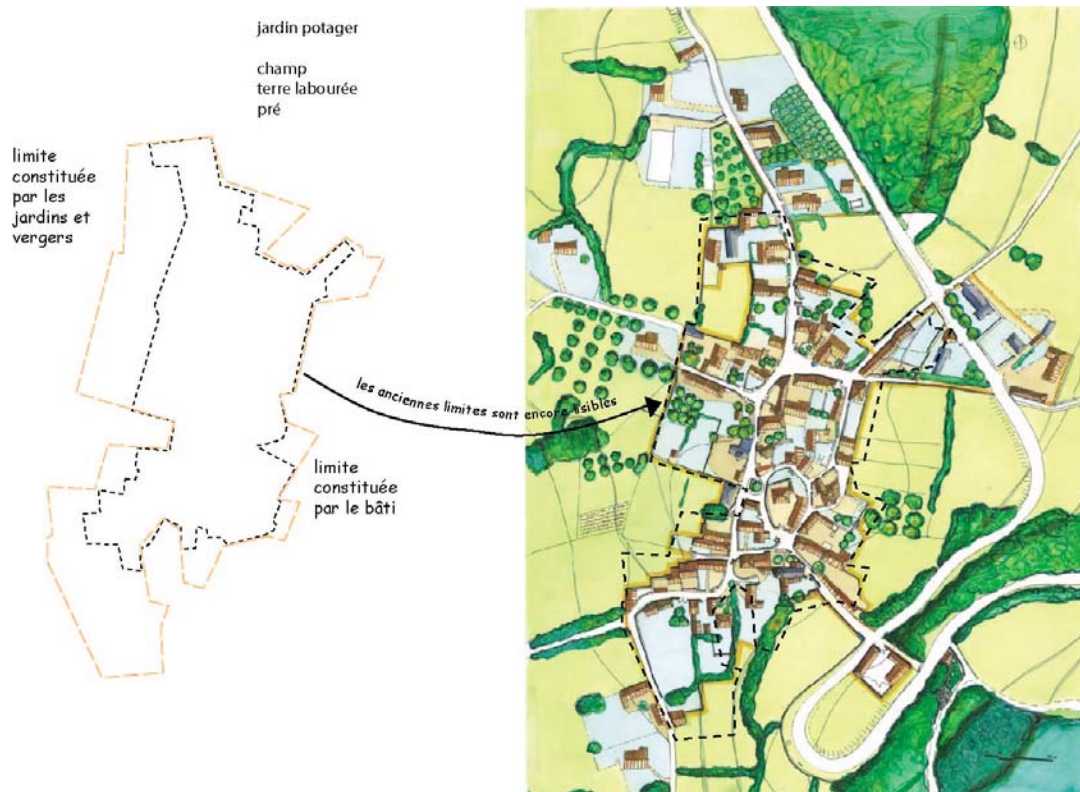 jardin potager
champ
terre labourée
pré
limite
constituée
par les
jardins et
vergers
les anciennes limites sont encore lisibles
limite
constituée
par le bâti